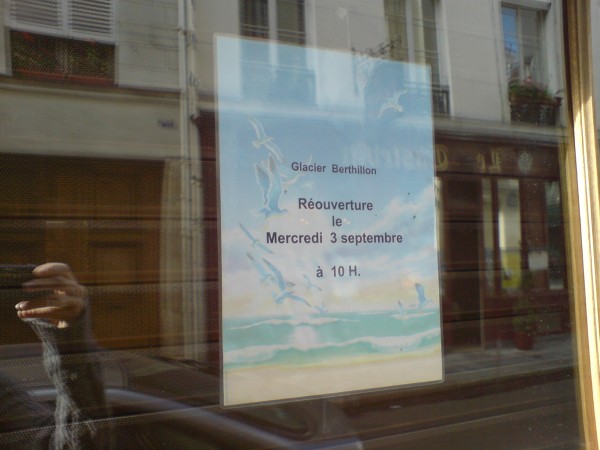 Glacier Berthillon
Réouverture
le
Mercredi 3 septembre
à 10 H.